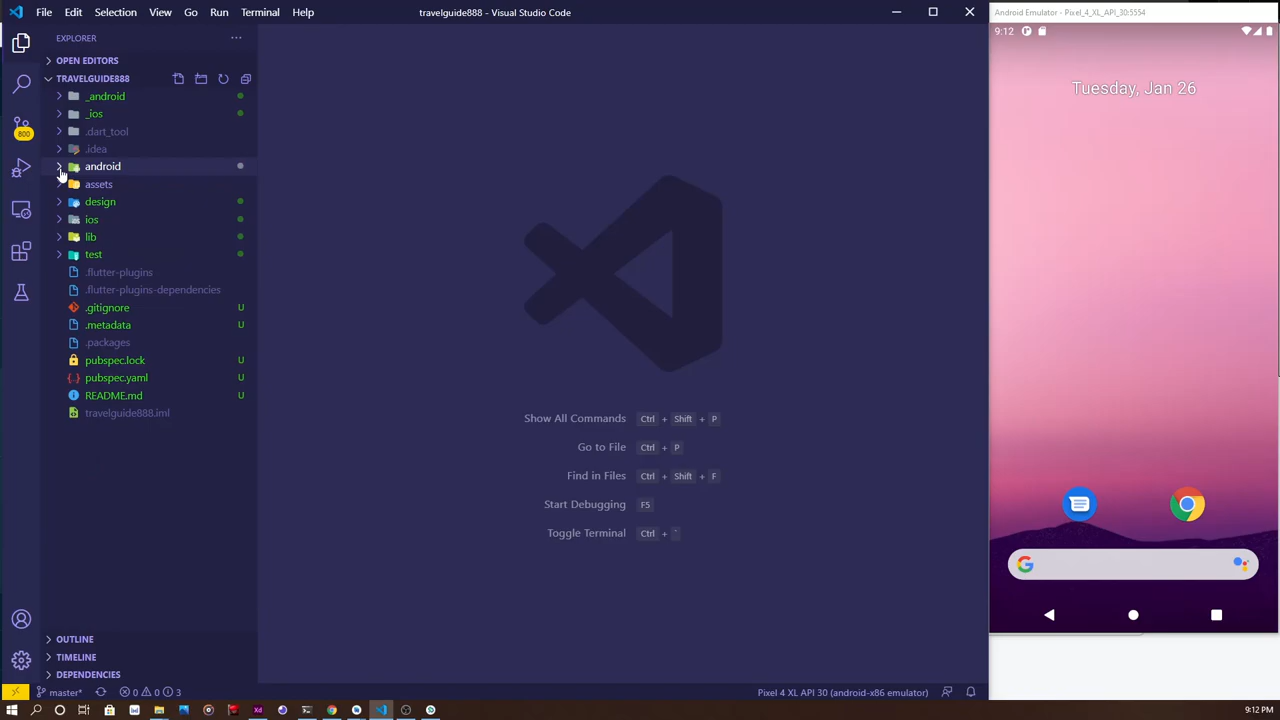 File Edit Selection View Go Run Terminal Help
travelguide888 - Visual Studio Code
Android Emulator - Pixel_4_XL_API_30:5554
EXPLORER
OPEN EDITORS
TRAVELGUIDE888
_android
_ios
.dart_tool
.idea
android
assets
design
ios
lib
test
.flutter-plugins
.flutter-plugins-dependencies
.gitignore U
.metadata U
.packages
pubspec.lock U
pubspec.yaml U
README.md U
travelguide888.iml
800
Show All Commands Ctrl + Shift + P
Go to File Ctrl + P
Find in Files Ctrl + Shift + F
Start Debugging F5
Toggle Terminal Ctrl + `
9:12
Tuesday, Jan 26
OUTLINE
TIMELINE
DEPENDENCIES
master* 0 0 3
Pixel 4 XL API 30 (android-x86 emulator)
9:12 PM